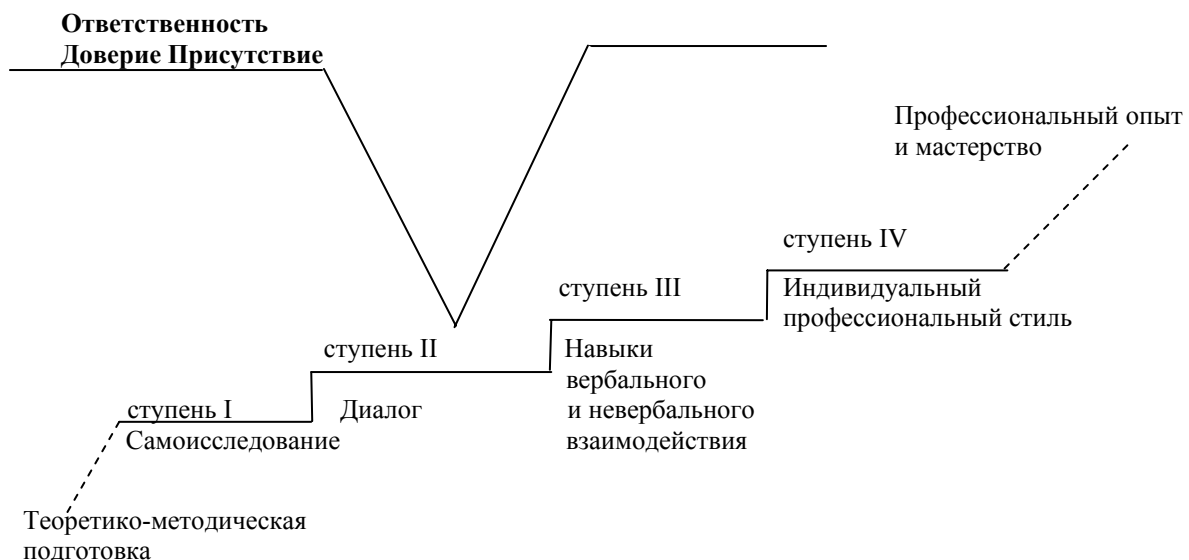 Ответственность
Доверие Присутствие
Профессиональный опыт
и мастерство
ступень IV
Индивидуальный
профессиональный стиль
ступень III
Навыки
вербального
и невербального
взаимодействия
ступень II
Диалог
ступень I
Самоисследование
Теоретико-методическая
подготовка